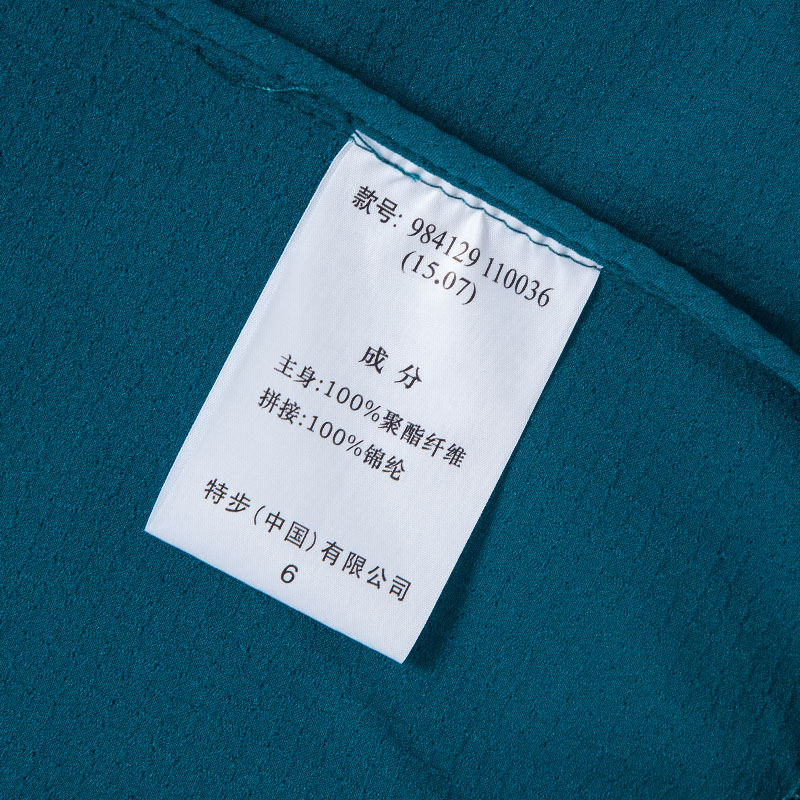 款号: 984129 110036
(15.07)
成 分
主身:100%聚酯纤维
拼接:100%锦纶
特步(中国)有限公司
6